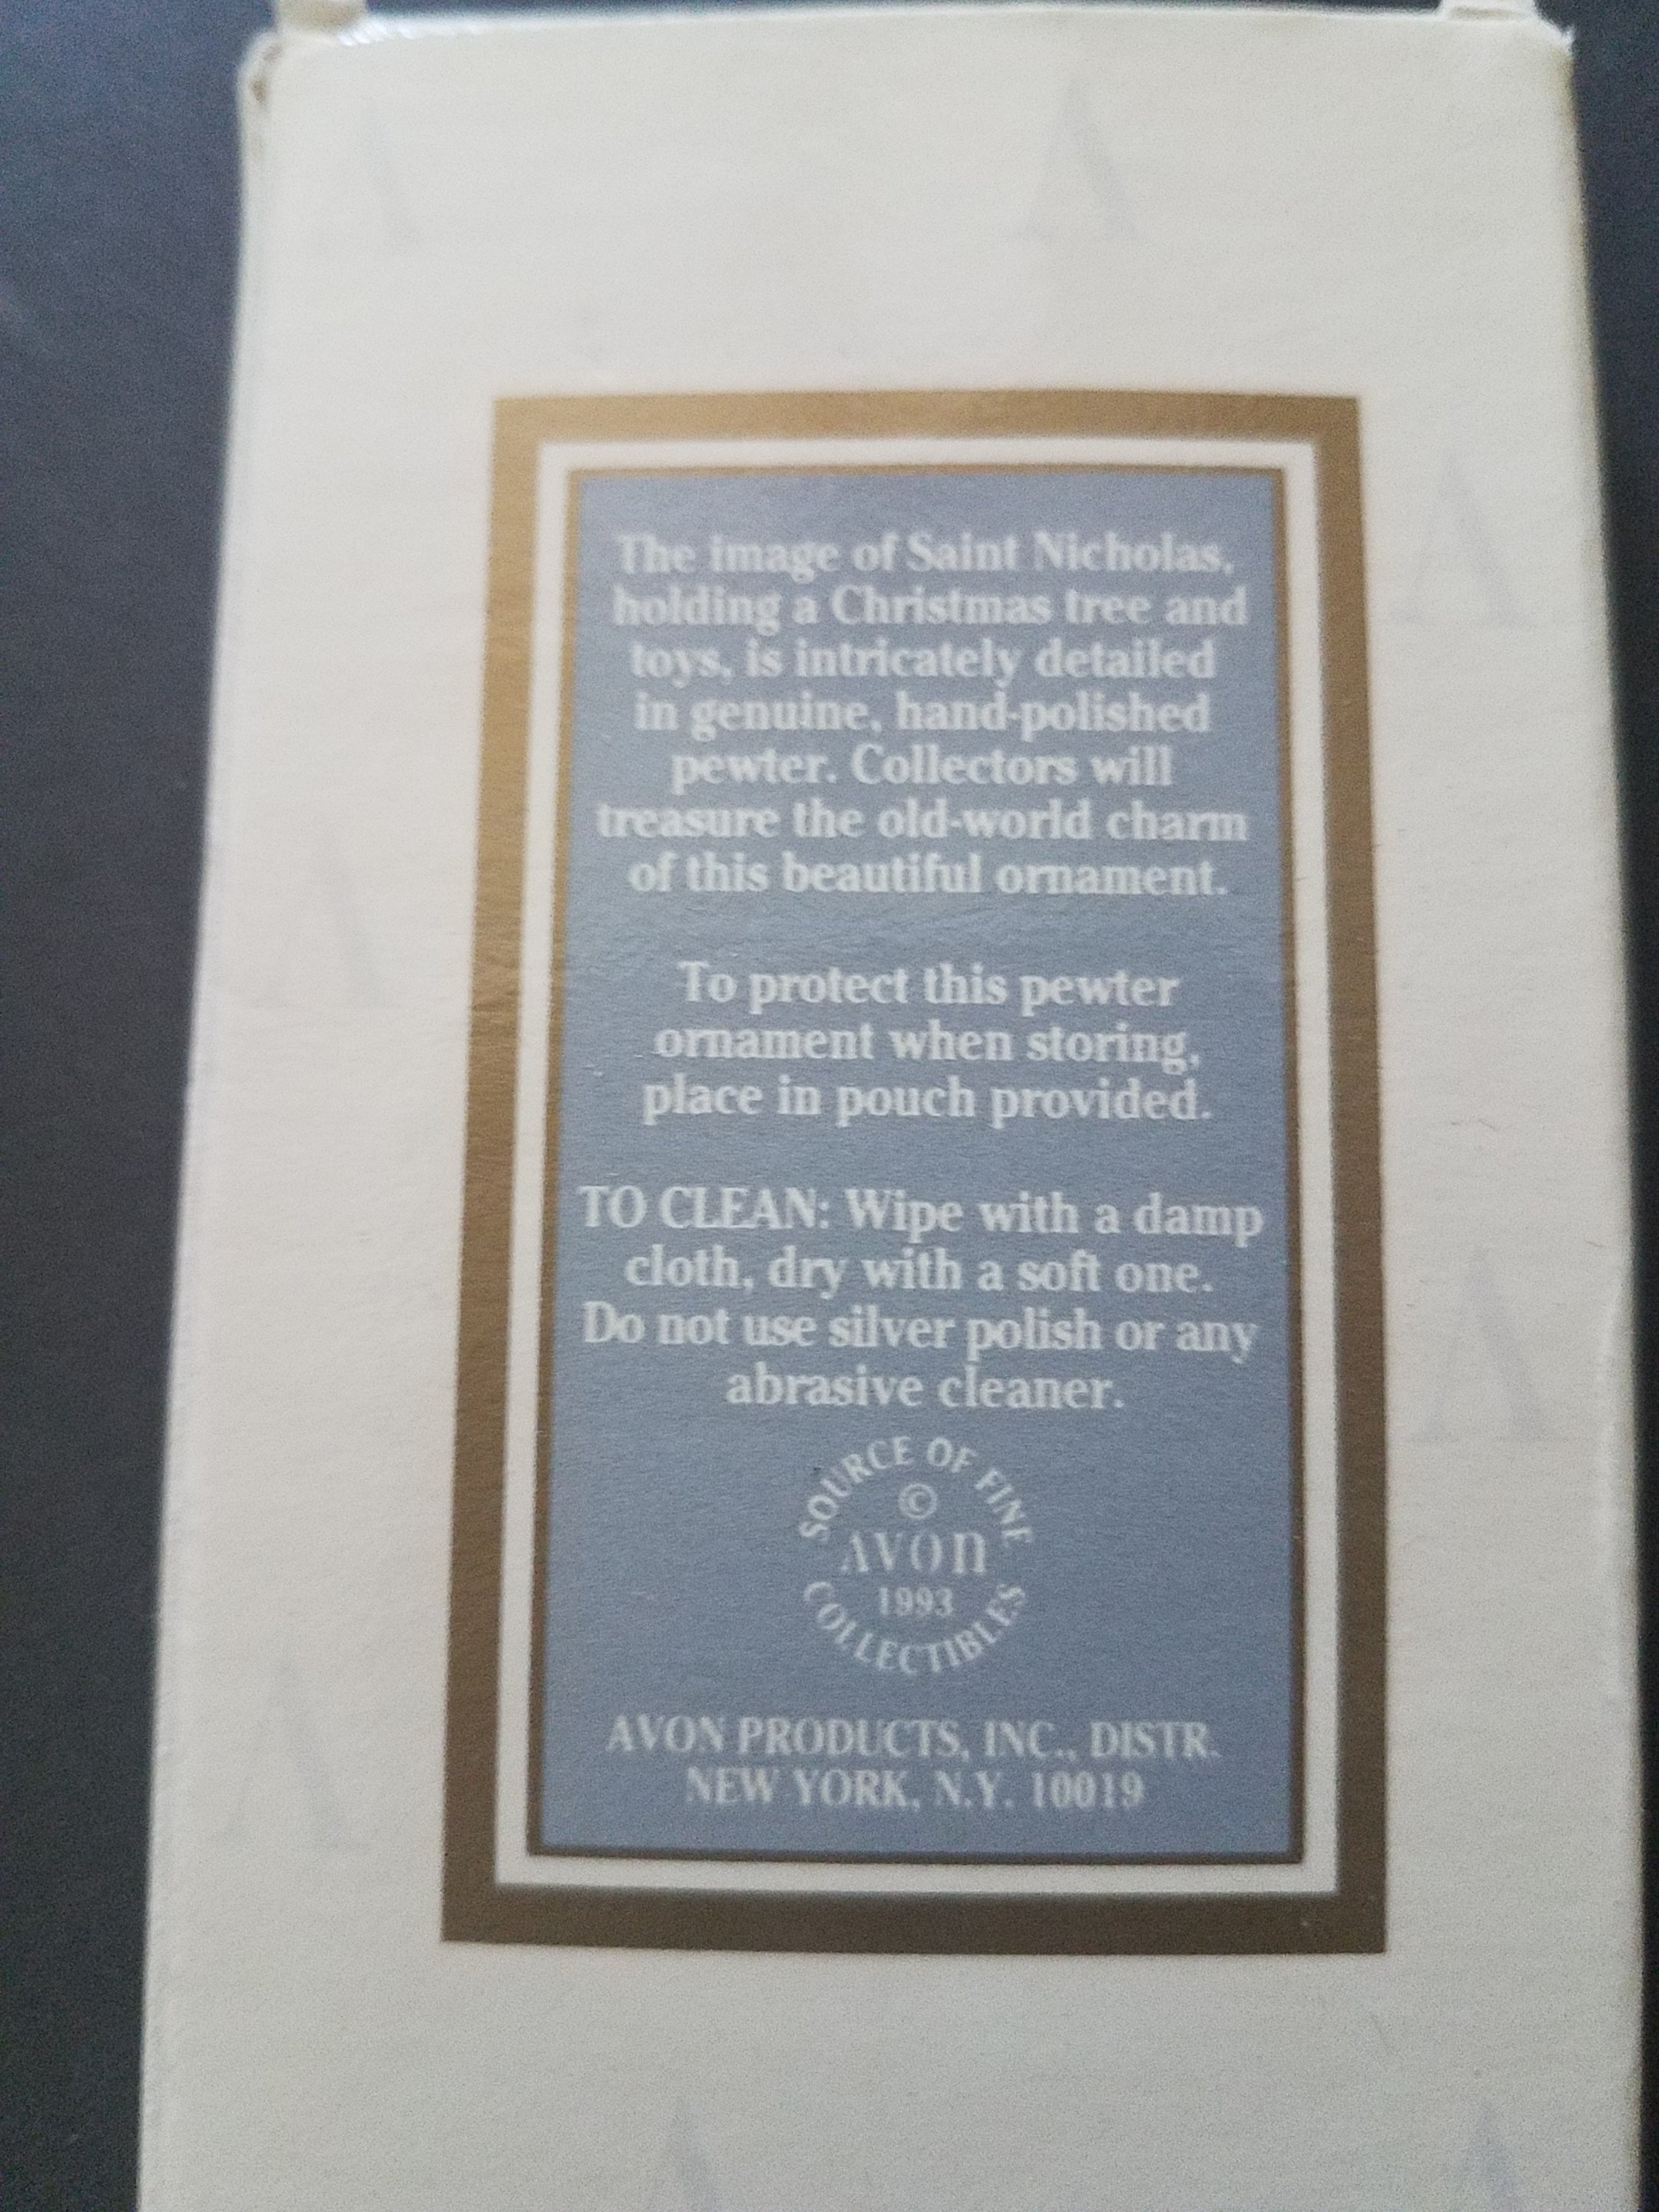 The image of Saint Nicholas,
holding a Christmas tree and
toys, is intricately detailed
in genuine, hand-polished
pewter. Collectors will
treasure the old-world charm
of this beautiful ornament.
To protect this pewter
ornament when storing,
place in pouch provided.
TO CLEAN: Wipe with a damp
cloth, dry with a soft one.
Do not use silver polish or any
abrasive cleaner.
SOURCE OF FINE
©
AVON
1993
COLLECTIBLES
AVON PRODUCTS, INC., DISTR.
NEW YORK, N.Y. 10019